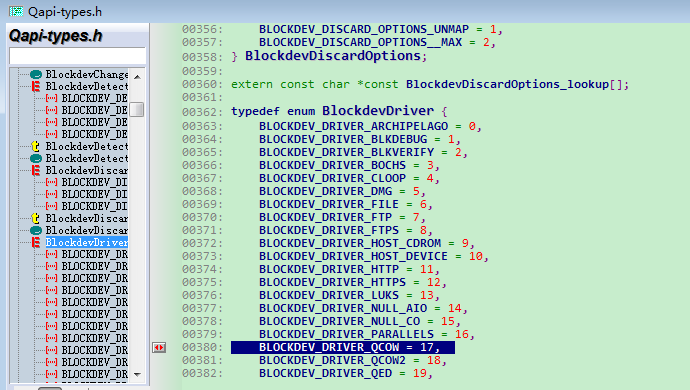 Qapi-types.h
Qapi-types.h
BlockdevChange
BlockdevDetect
BLOCKDEV_DE
BLOCKDEV_DE
BLOCKDEV_DE
BLOCKDEV_DE
BlockdevDetect
BlockdevDetect
BlockdevDiscar
BLOCKDEV_DI
BLOCKDEV_DI
BLOCKDEV_DI
BlockdevDiscar
BlockdevDiscar
BlockdevDriver
BLOCKDEV_DR
BLOCKDEV_DR
BLOCKDEV_DR
BLOCKDEV_DR
BLOCKDEV_DR
BLOCKDEV_DR
BLOCKDEV_DR
BLOCKDEV_DR
BLOCKDEV_DR
BLOCKDEV_DR
BLOCKDEV_DR
00356: BLOCKDEV_DISCARD_OPTIONS_UNMAP = 1,
00357: BLOCKDEV_DISCARD_OPTIONS__MAX = 2,
00358: } BlockdevDiscardOptions;
00359:
00360: extern const char *const BlockdevDiscardOptions_lookup[];
00361:
00362: typedef enum BlockdevDriver {
00363: BLOCKDEV_DRIVER_ARCHIPELAGO = 0,
00364: BLOCKDEV_DRIVER_BLKDEBUG = 1,
00365: BLOCKDEV_DRIVER_BLKVERIFY = 2,
00366: BLOCKDEV_DRIVER_BOCHS = 3,
00367: BLOCKDEV_DRIVER_CLOOP = 4,
00368: BLOCKDEV_DRIVER_DMG = 5,
00369: BLOCKDEV_DRIVER_FILE = 6,
00370: BLOCKDEV_DRIVER_FTP = 7,
00371: BLOCKDEV_DRIVER_FTPS = 8,
00372: BLOCKDEV_DRIVER_HOST_CDROM = 9,
00373: BLOCKDEV_DRIVER_HOST_DEVICE = 10,
00374: BLOCKDEV_DRIVER_HTTP = 11,
00375: BLOCKDEV_DRIVER_HTTPS = 12,
00376: BLOCKDEV_DRIVER_LUKS = 13,
00377: BLOCKDEV_DRIVER_NULL_AIO = 14,
00378: BLOCKDEV_DRIVER_NULL_CO = 15,
00379: BLOCKDEV_DRIVER_PARALLELS = 16,
00380: BLOCKDEV_DRIVER_QCOW = 17,
00381: BLOCKDEV_DRIVER_QCOW2 = 18,
00382: BLOCKDEV_DRIVER_QED = 19,